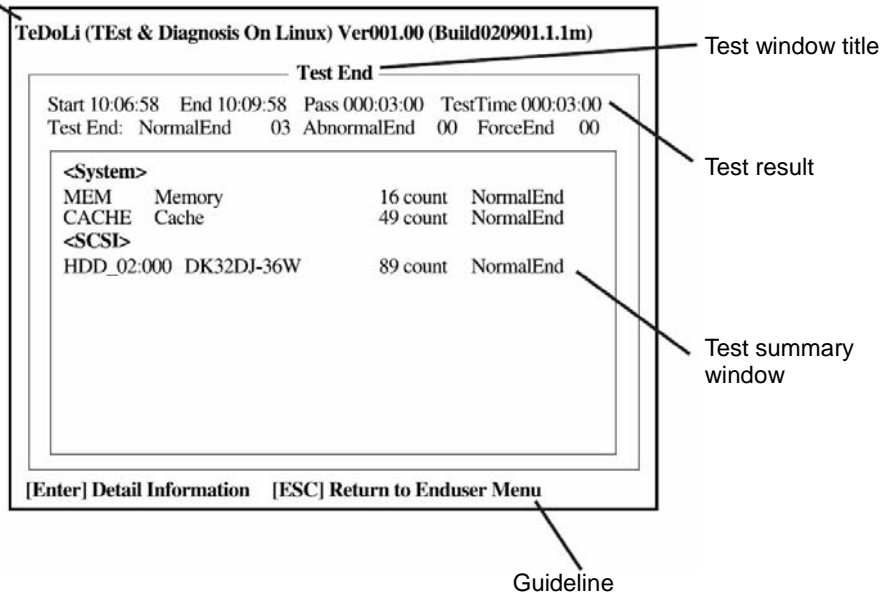 TeDoLi (TEst & Diagnosis On Linux) Ver001.00 (Build020901.1.1m)
Test window title
Test End
Start 10:06:58 End 10:09:58 Pass 000:03:00 TestTime 000:03:00
Test End: NormalEnd 03 AbnormalEnd 00 ForceEnd 00
Test result
<System>
MEM Memory 16 count NormalEnd
CACHE Cache 49 count NormalEnd
<SCSI>
HDD_02:000 DK32DJ-36W 89 count NormalEnd
Test summary
window
[Enter] Detail Information [ESC] Return to Enduser Menu
Guideline